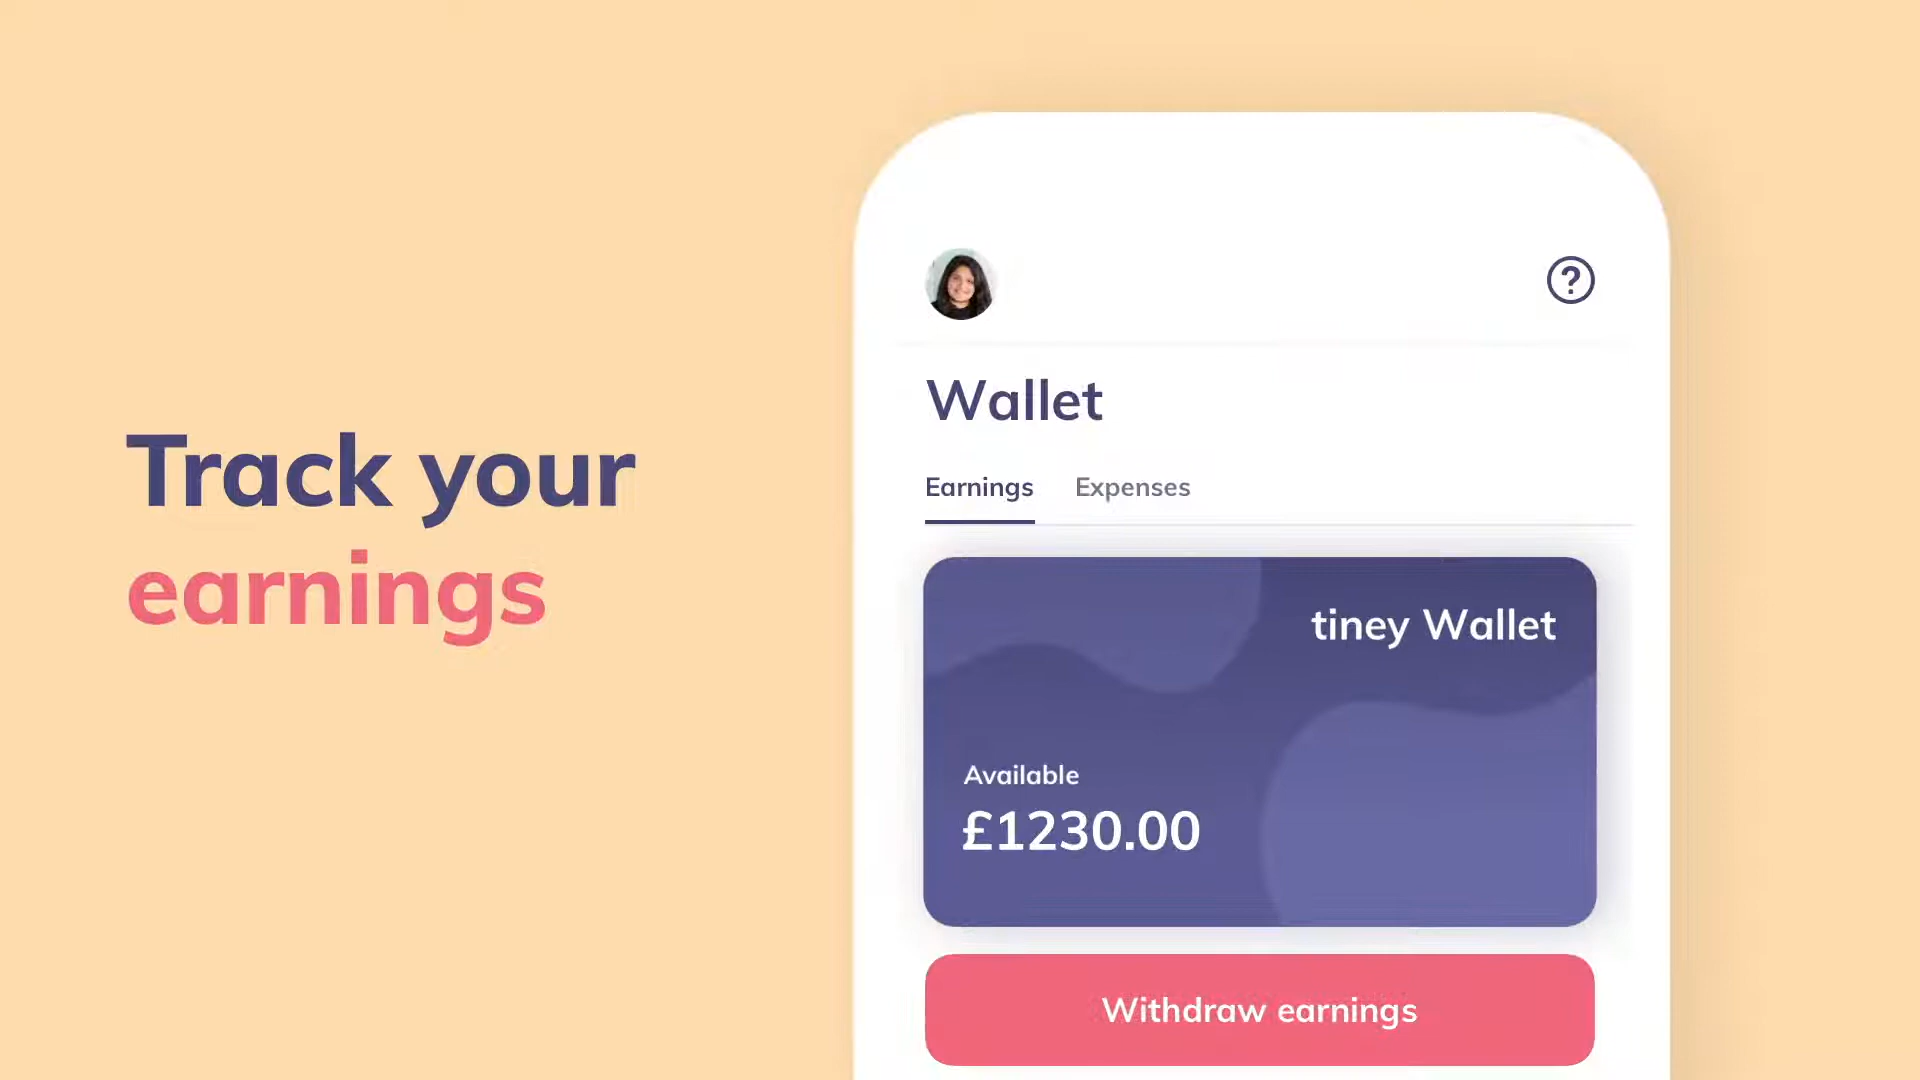 Track your
earnings
?
Wallet
Earnings Expenses
tiney Wallet
Available
£1230.00
Withdraw earnings